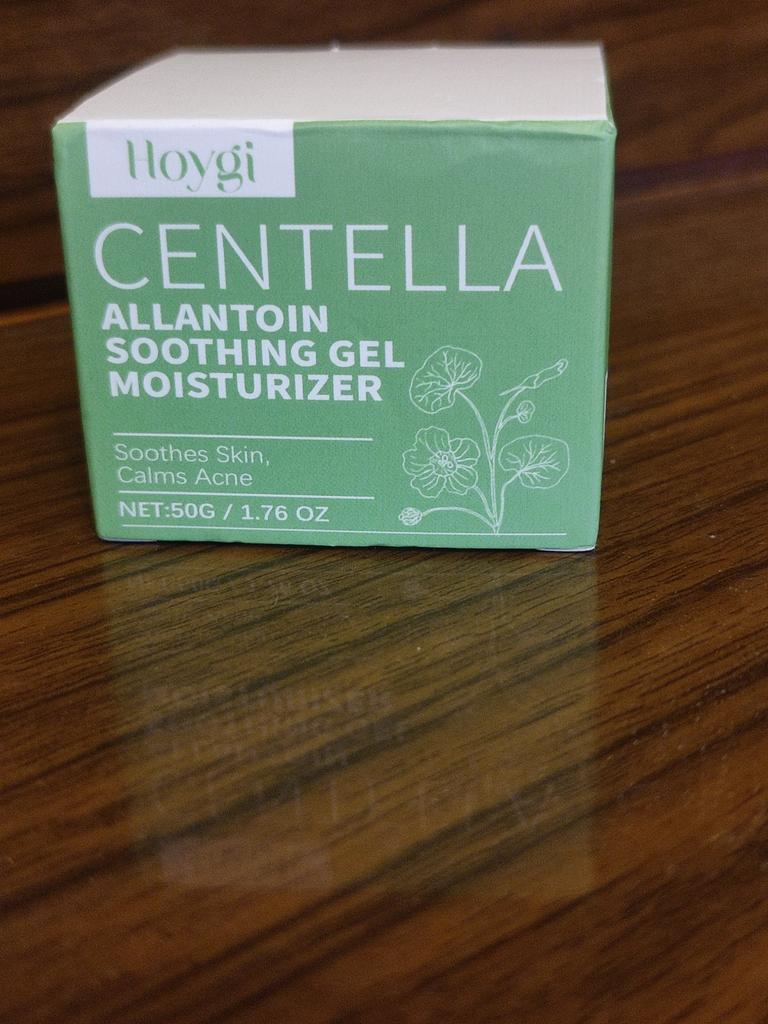 Hoygi
CENTELLA
ALLANTOIN
SOOTHING GEL
MOISTURIZER
Soothes Skin,
Calms Acne
NET:50G / 1.76 OZ